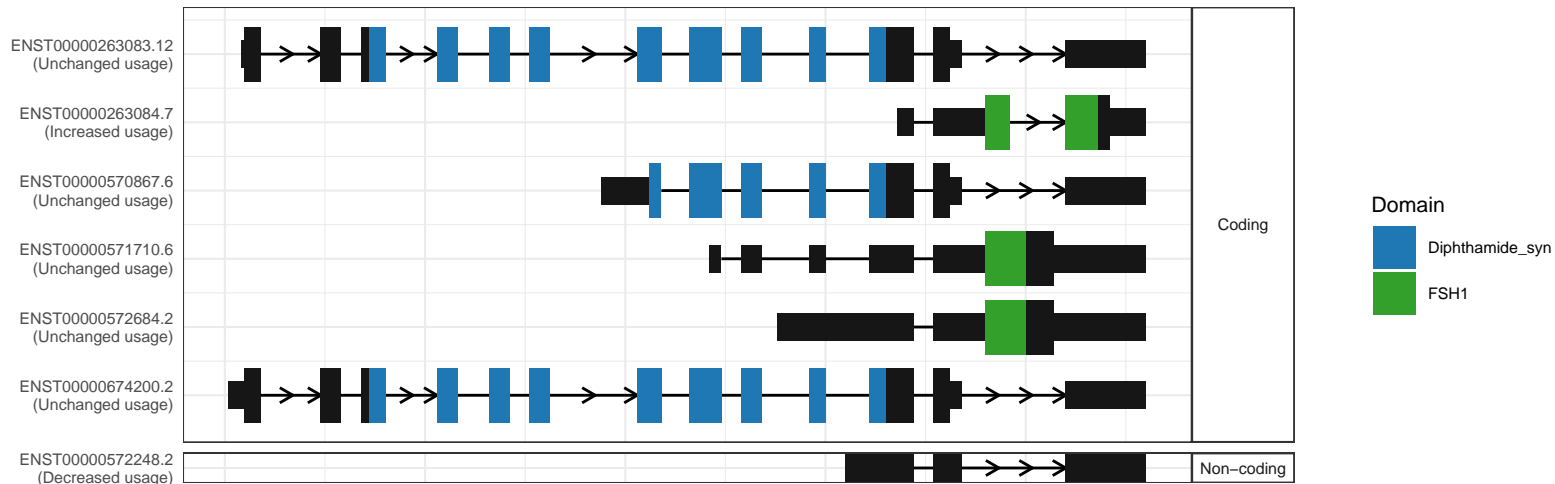 ENST00000263083.12
(Unchanged usage)
ENST00000263084.7
(Increased usage)
ENST00000570867.6
(Unchanged usage)
ENST00000571710.6
(Unchanged usage)
ENST00000572684.2
(Unchanged usage)
ENST00000674200.2
(Unchanged usage)
ENST00000572248.2
(Decreased usage)
Coding
Non−coding
Domain
Diphthamide_syn
FSH1